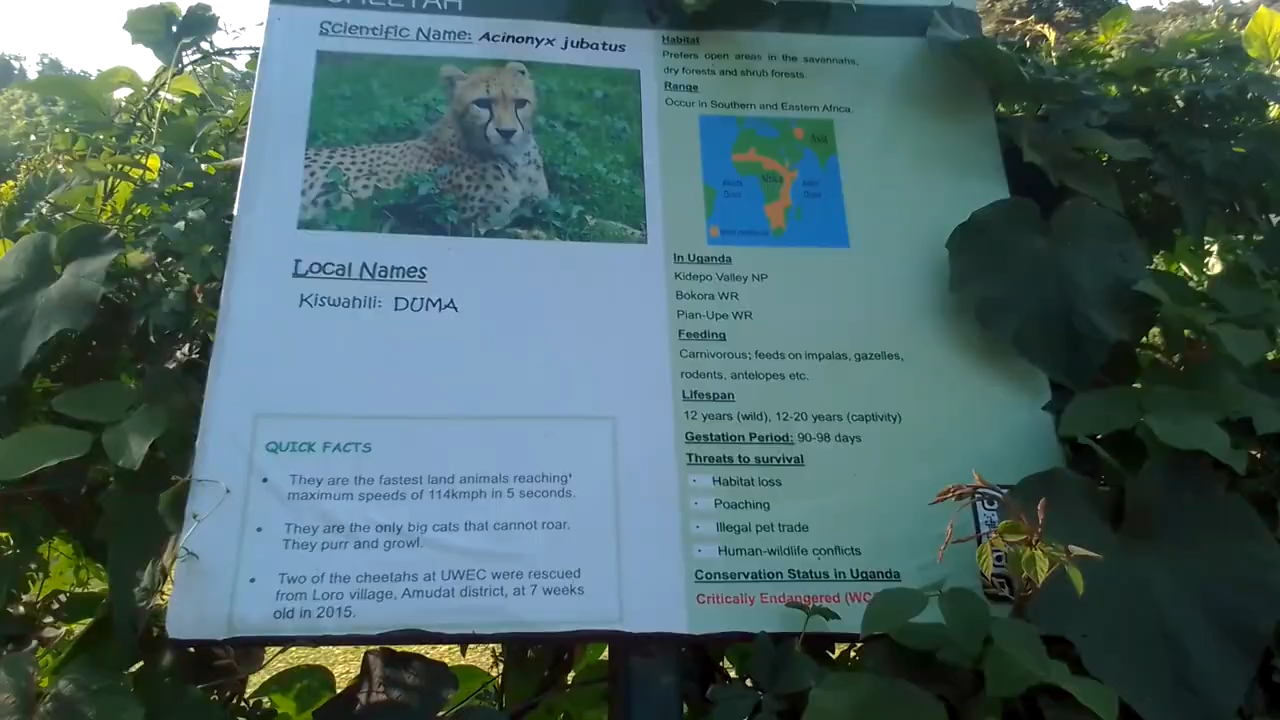 CHEETAH
Scientific Name: Acinonyx jubatus
Local Names
Kiswahili: DUMA
QUICK FACTS
• They are the fastest land animals reaching
maximum speeds of 114kmph in 5 seconds.
• They are the only big cats that cannot roar.
They purr and growl.
• Two of the cheetahs at UWEC were rescued
from Loro village, Amudat district, at 7 weeks
old in 2015.
Habitat
Prefers open areas in the savannahs,
dry forests and shrub forests.
Range
Occur in Southern and Eastern Africa.
Asia
Africa
Ocean
Ocean
In Uganda
Kidepo Valley NP
Bokora WR
Pian-Upe WR
Feeding
Carnivorous; feeds on impalas, gazelles,
rodents, antelopes etc.
Lifespan
12 years (wild), 12-20 years (captivity)
Gestation Period: 90-98 days
Threats to survival
· Habitat loss
· Poaching
· Illegal pet trade
· Human-wildlife conflicts
Conservation Status in Uganda
Critically Endangered